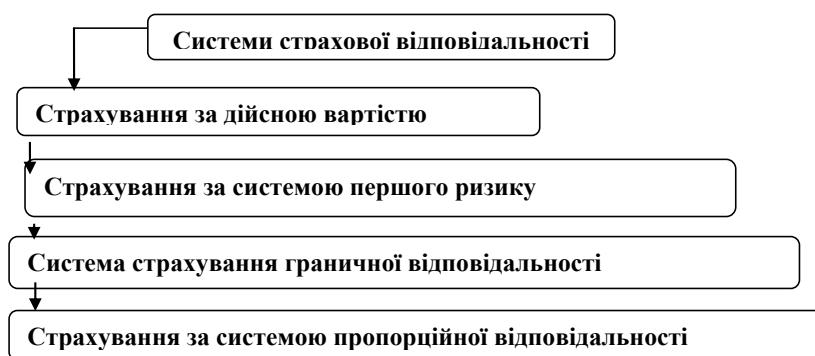 Системи страхової відповідальності
Страхування за дійсною вартістю
Страхування за системою першого ризику
Система страхування граничної відповідальності
Страхування за системою пропорційної відповідальності